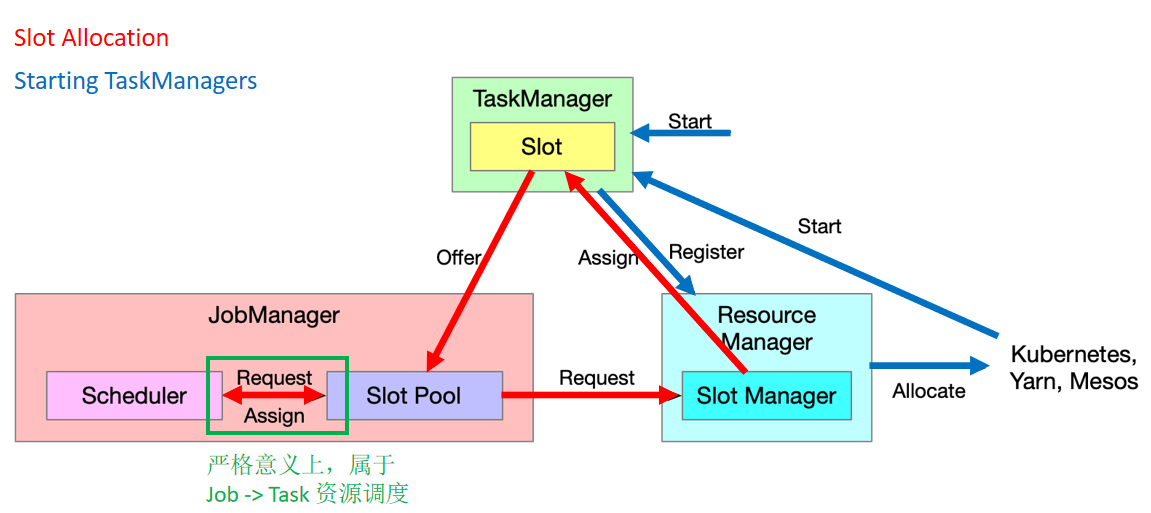 Slot Allocation
Starting TaskManagers
TaskManager
Slot
Start
Start
Offer
Assign
Register
JobManager
Resource
Manager
Scheduler
Request
Assign
Slot Pool
Request
Slot Manager
Allocate
Kubernetes,
Yarn, Mesos
严格意义上，属于
Job -> Task 资源调度